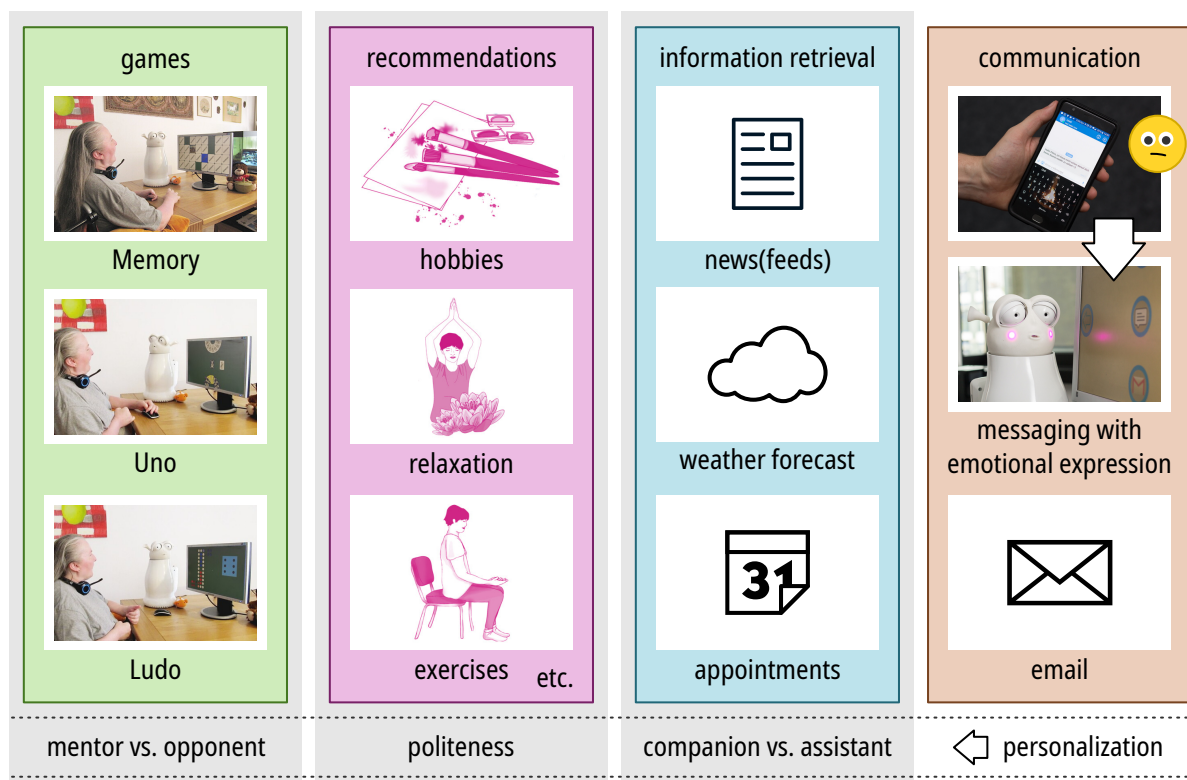 games
Memory
Uno
Ludo
recommendations
hobbies
relaxation
exercises
etc.
information retrieval
news(feeds)
weather forecast
31
appointments
communication
messaging with
emotional expression
email
mentor vs. opponent
politeness
companion vs. assistant
personalization